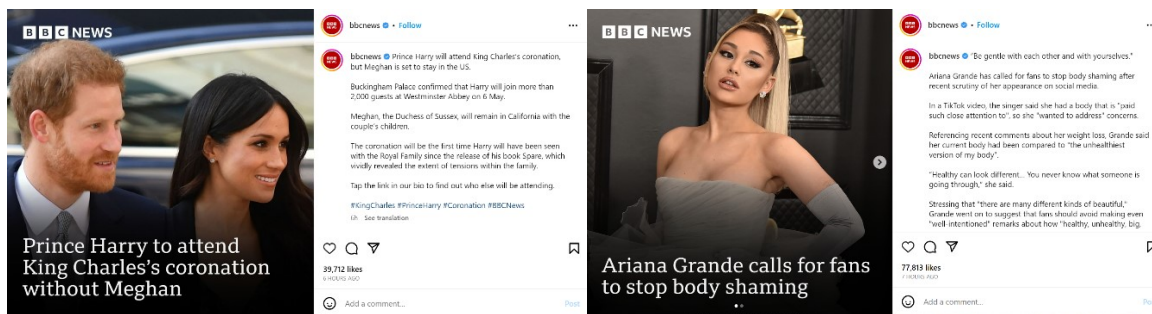 BBC NEWS
Prince Harry to attend
King Charles's coronation
without Meghan
bbcnews • Follow
bbcnews Prince Harry will attend King Charles's coronation,
but Meghan is set to stay in the US.
Buckingham Palace confirmed that Harry will join more than
2,000 guests at Westminster Abbey on 6 May.
Meghan, the Duchess of Sussex, will remain in California with the
couple's children.
The coronation will be the first time Harry will have been seen
with the Royal Family since the release of his book Spare, which
vividly revealed the extent of tensions within the family.
Tap the link in our bio to find out who else will be attending.
#KingCharles #PrinceHarry #Coronation #BBCNews
See translation
39,712 likes
6 HOURS AGO
Add a comment...
Post
BBC NEWS
Ariana Grande calls for fans
to stop body shaming
bbcnews • Follow
bbcnews "Be gentle with each other and with yourselves."
Ariana Grande has called for fans to stop body shaming after
recent scrutiny of her appearance on social media.
In a TikTok video, the singer said she had a body that is "paid
such close attention to", so she "wanted to address" concerns.
Referencing recent comments about her weight loss, Grande said
her current body had been compared to "the unhealthiest
version of my body".
"Healthy can look different... You never know what someone is
going through," she said.
Stressing that "there are many different kinds of beautiful,"
Grande went on to suggest that fans should avoid making even
"well-intentioned" remarks about how "healthy, unhealthy, big,
77,813 likes
7 HOURS AGO
Add a comment...